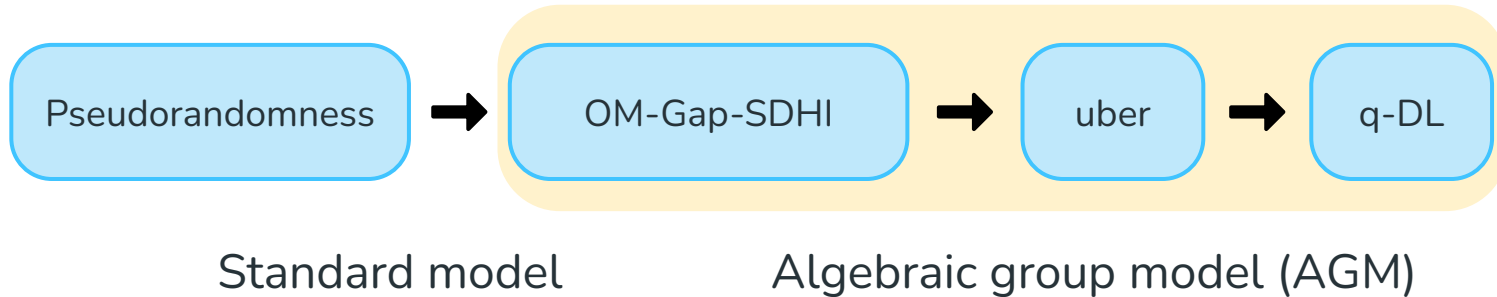 Pseudorandomness
OM-Gap-SDHI
uber
q-DL
Standard model
Algebraic group model (AGM)